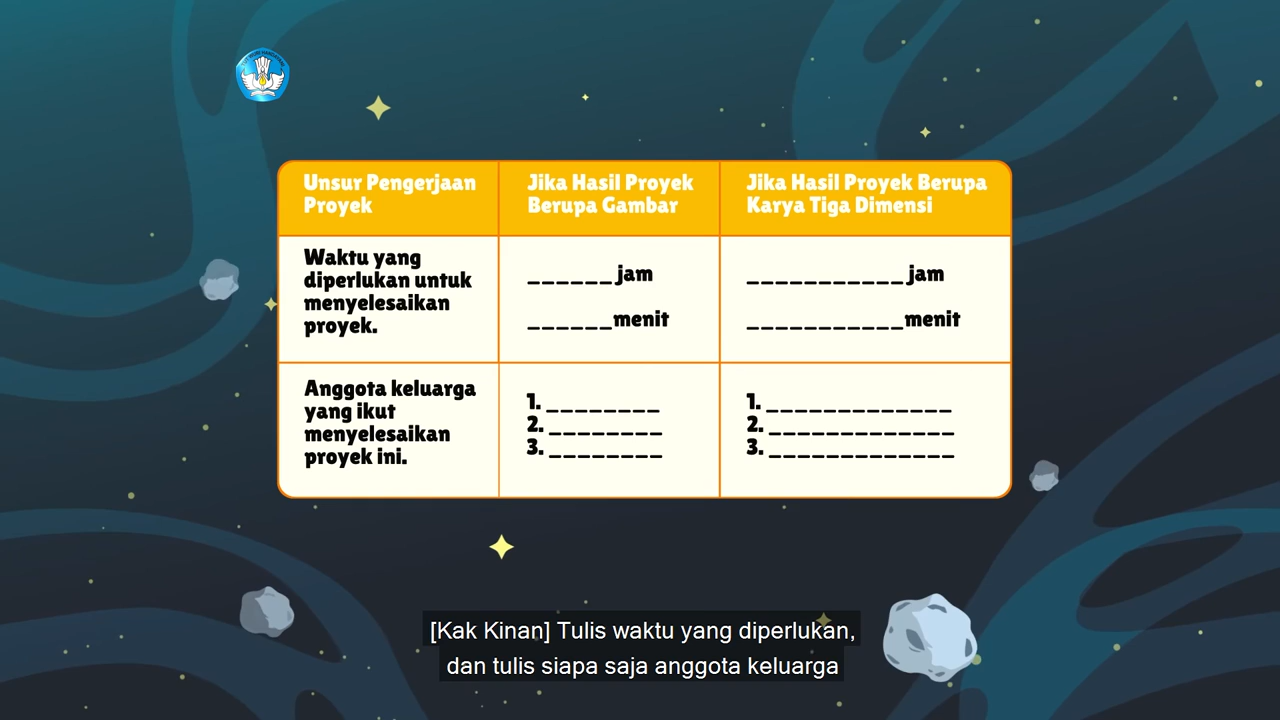 Unsur Pengerjaan
Proyek
Jika Hasil Proyek
Berupa Gambar
Jika Hasil Proyek Berupa
Karya Tiga Dimensi
Waktu yang
diperlukan untuk
menyelesaikan
proyek.
______jam
______menit
___________jam
___________menit
Anggota keluarga
yang ikut
menyelesaikan
proyek ini.
1. ________
2. ________
3. ________
1. _____________
2. _____________
3. _____________
[Kak Kinan] Tulis waktu yang diperlukan,
dan tulis siapa saja anggota keluarga